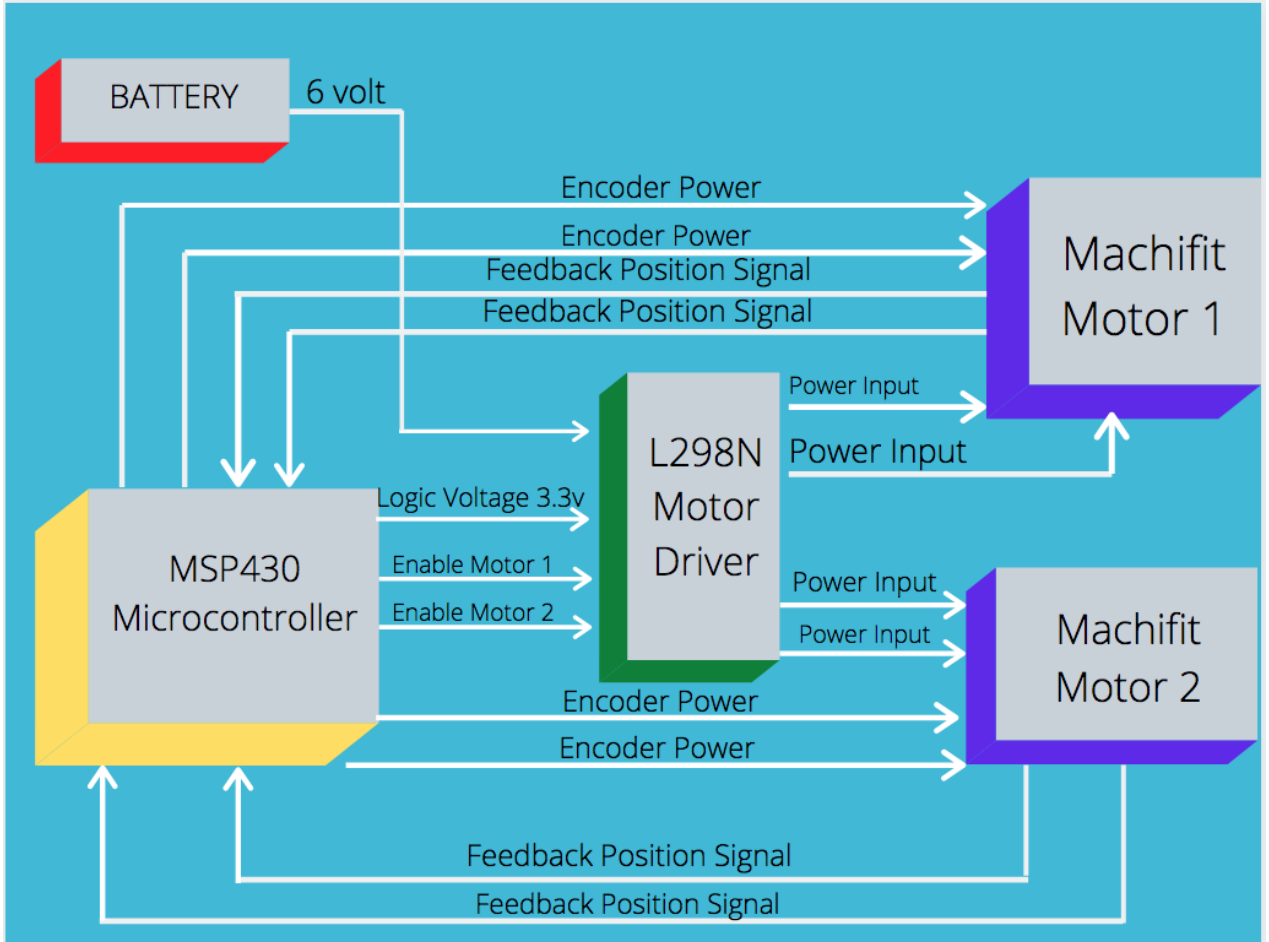 BATTERY
6 volt
Encoder Power
Encoder Power
Feedback Position Signal
Feedback Position Signal
Machifit
Motor 1
Power Input
Power Input
L298N
Motor
Driver
Logic Voltage 3.3v
Enable Motor 1
Enable Motor 2
MSP430
Microcontroller
Power Input
Power Input
Machifit
Motor 2
Encoder Power
Encoder Power
Feedback Position Signal
Feedback Position Signal